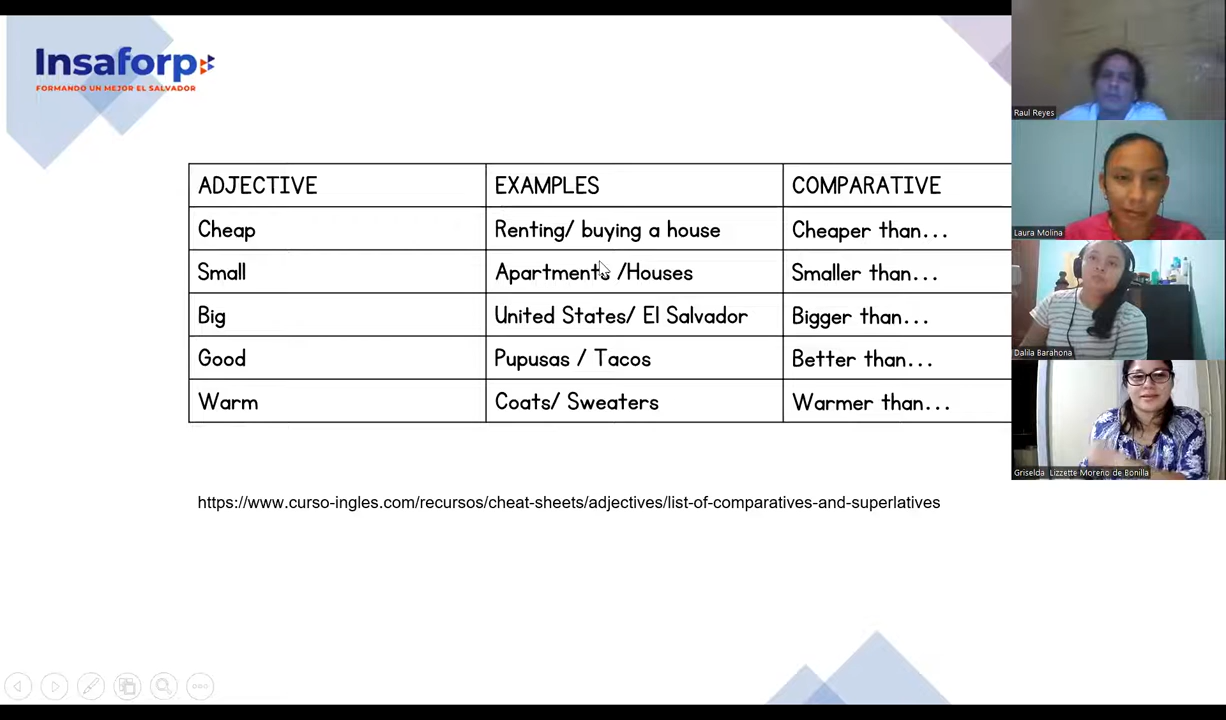 Insaforp
FORMANDO UN MEJOR EL SALVADOR
ADJECTIVE EXAMPLES COMPARATIVE
Cheap Renting/ buying a house Cheaper than...
Small Apartments /Houses Smaller than...
Big United States/ El Salvador Bigger than...
Good Pupusas / Tacos Better than...
Warm Coats/ Sweaters Warmer than...
https://www.curso-ingles.com/recursos/cheat-sheets/adjectives/list-of-comparatives-and-superlatives
Raul Reyes
Laura Molina
Dalila Barahona
Griselda Lizzette Moreno de Bonilla